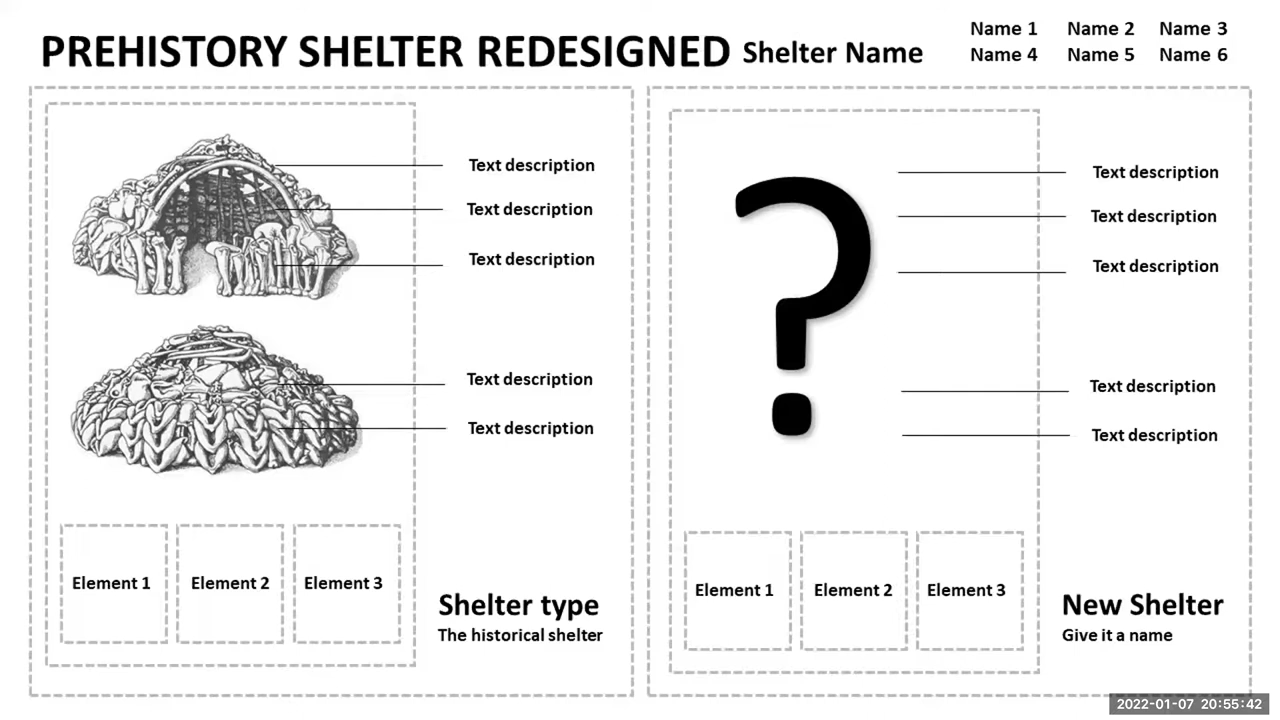 PREHISTORY SHELTER REDESIGNED Shelter Name
Name 1 Name 2 Name 3
Name 4 Name 5 Name 6
Text description
Text description
Text description
Text description
Text description
Element 1 Element 2 Element 3
Shelter type
The historical shelter
Text description
Text description
Text description
Text description
Text description
?
Element 1 Element 2 Element 3
New Shelter
Give it a name
2022-01-07 20:55:42